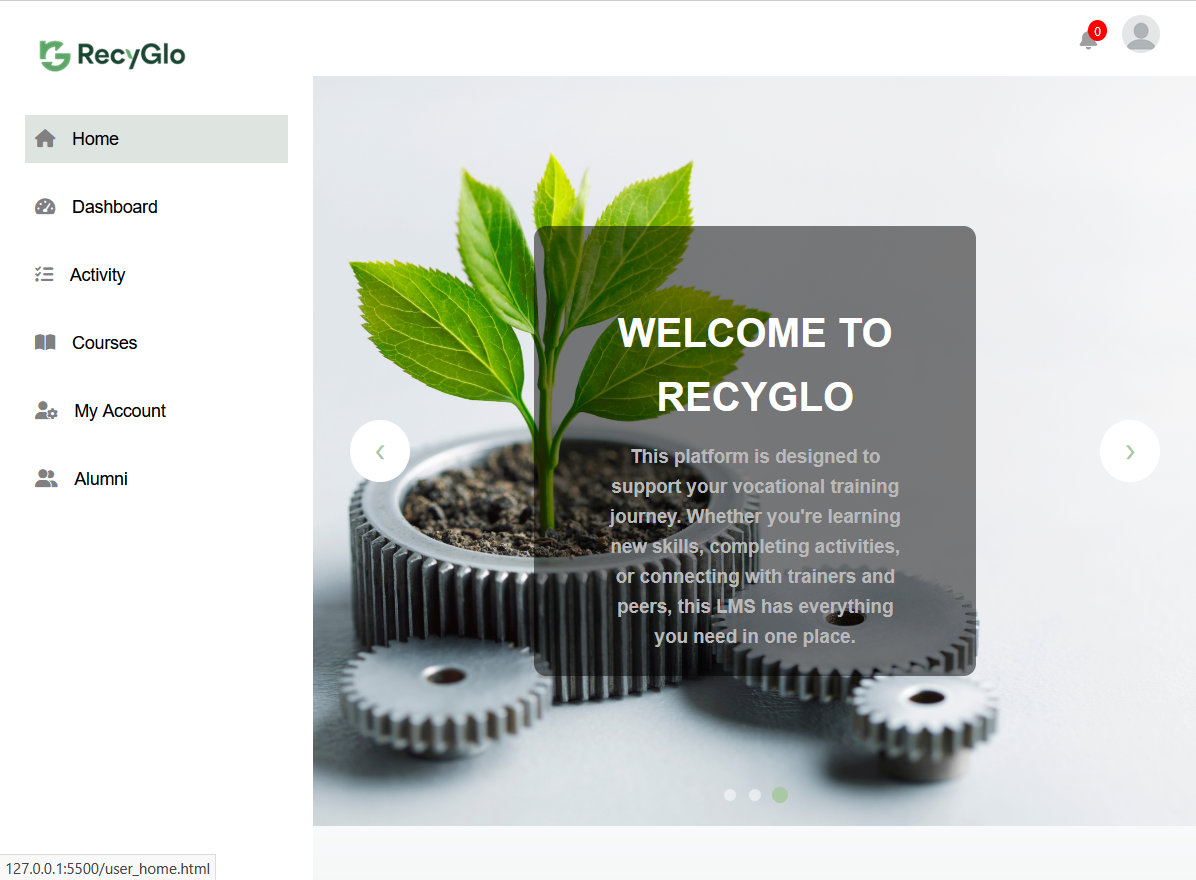 RecyGlo
0
Home
Dashboard
Activity
Courses
My Account
Alumni
WELCOME TO
RECYGLO
This platform is designed to
support your vocational training
journey. Whether you're learning
new skills, completing activities,
or connecting with trainers and
peers, this LMS has everything
you need in one place.
127.0.0.1:5500/user_home.html